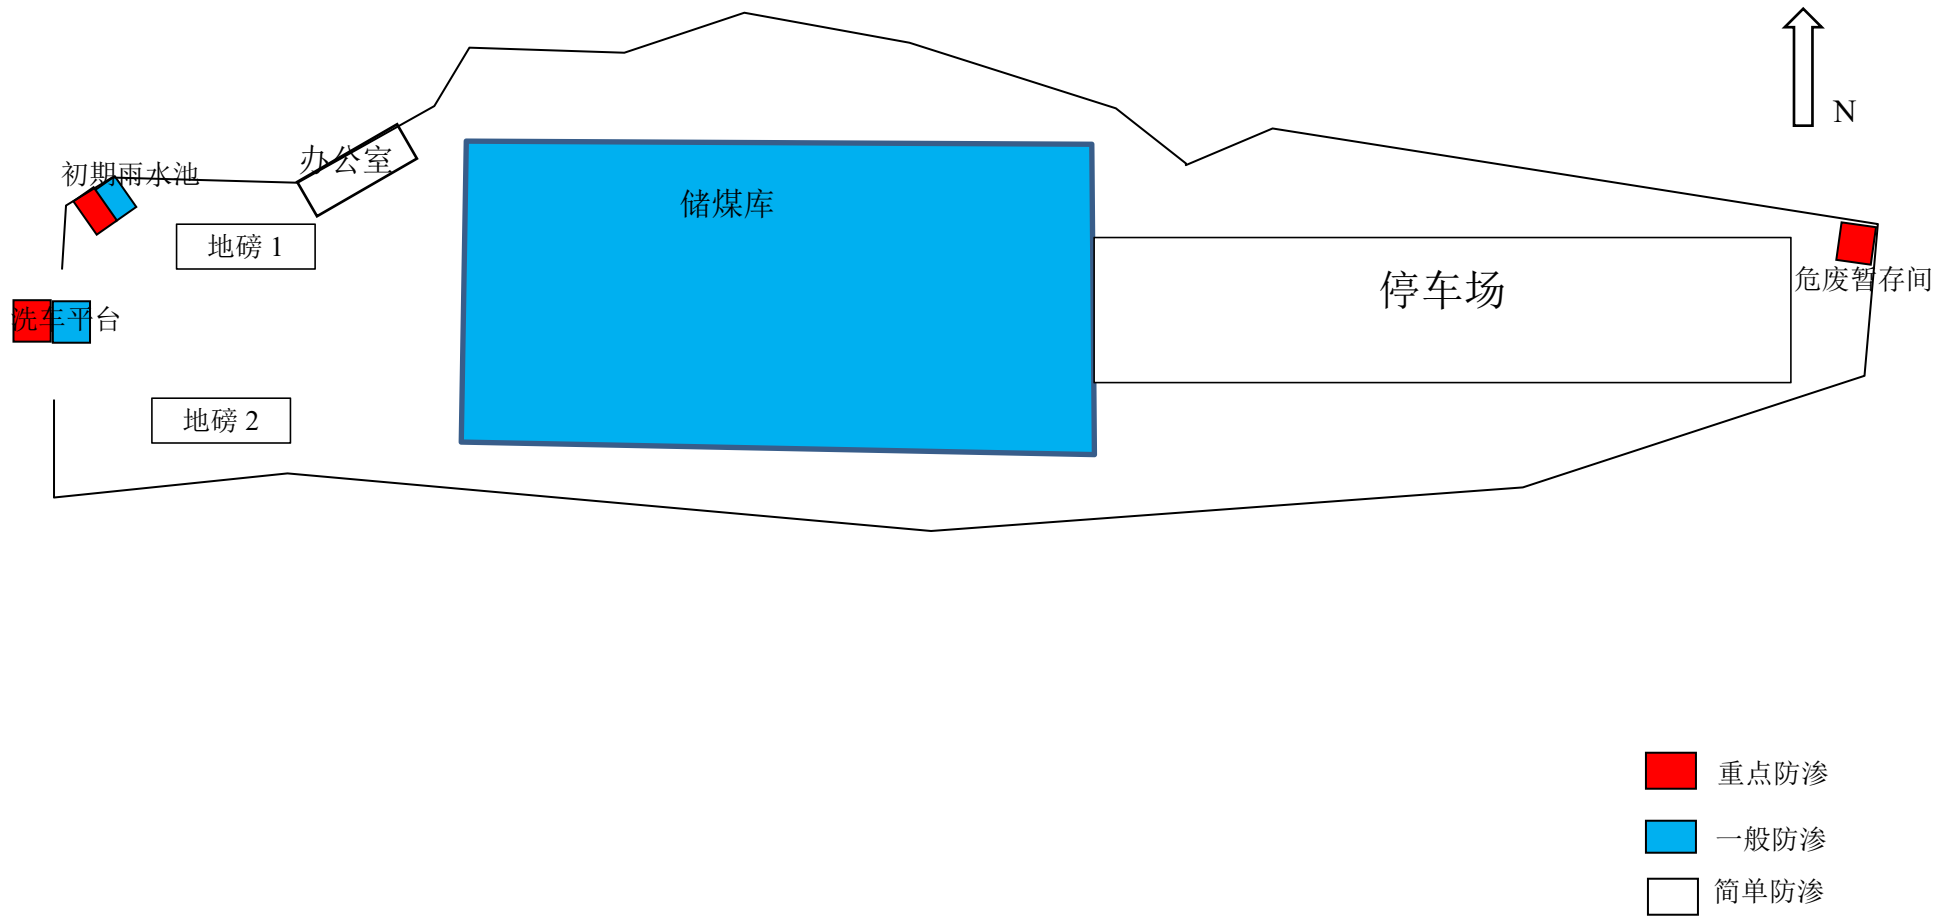 N
办公室
初期雨水池
储煤库
地磅 1
停车场
危废暂存间
洗车平台
地磅 2
重点防渗
一般防渗
简单防渗